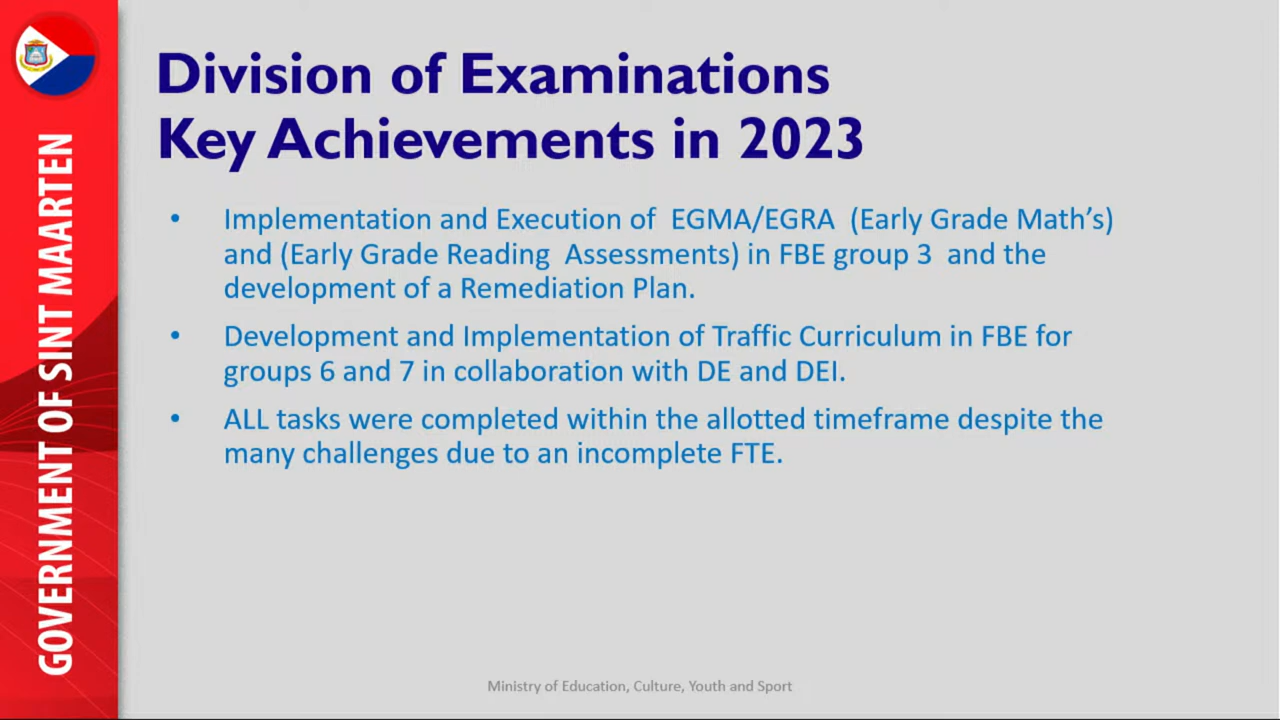 GOVERNMENT OF SINT MAARTEN
Division of Examinations
Key Achievements in 2023
• Implementation and Execution of EGMA/EGRA (Early Grade Math’s)
and (Early Grade Reading Assessments) in FBE group 3 and the
development of a Remediation Plan.
• Development and Implementation of Traffic Curriculum in FBE for
groups 6 and 7 in collaboration with DE and DEI.
• ALL tasks were completed within the allotted timeframe despite the
many challenges due to an incomplete FTE.
Ministry of Education, Culture, Youth and Sport